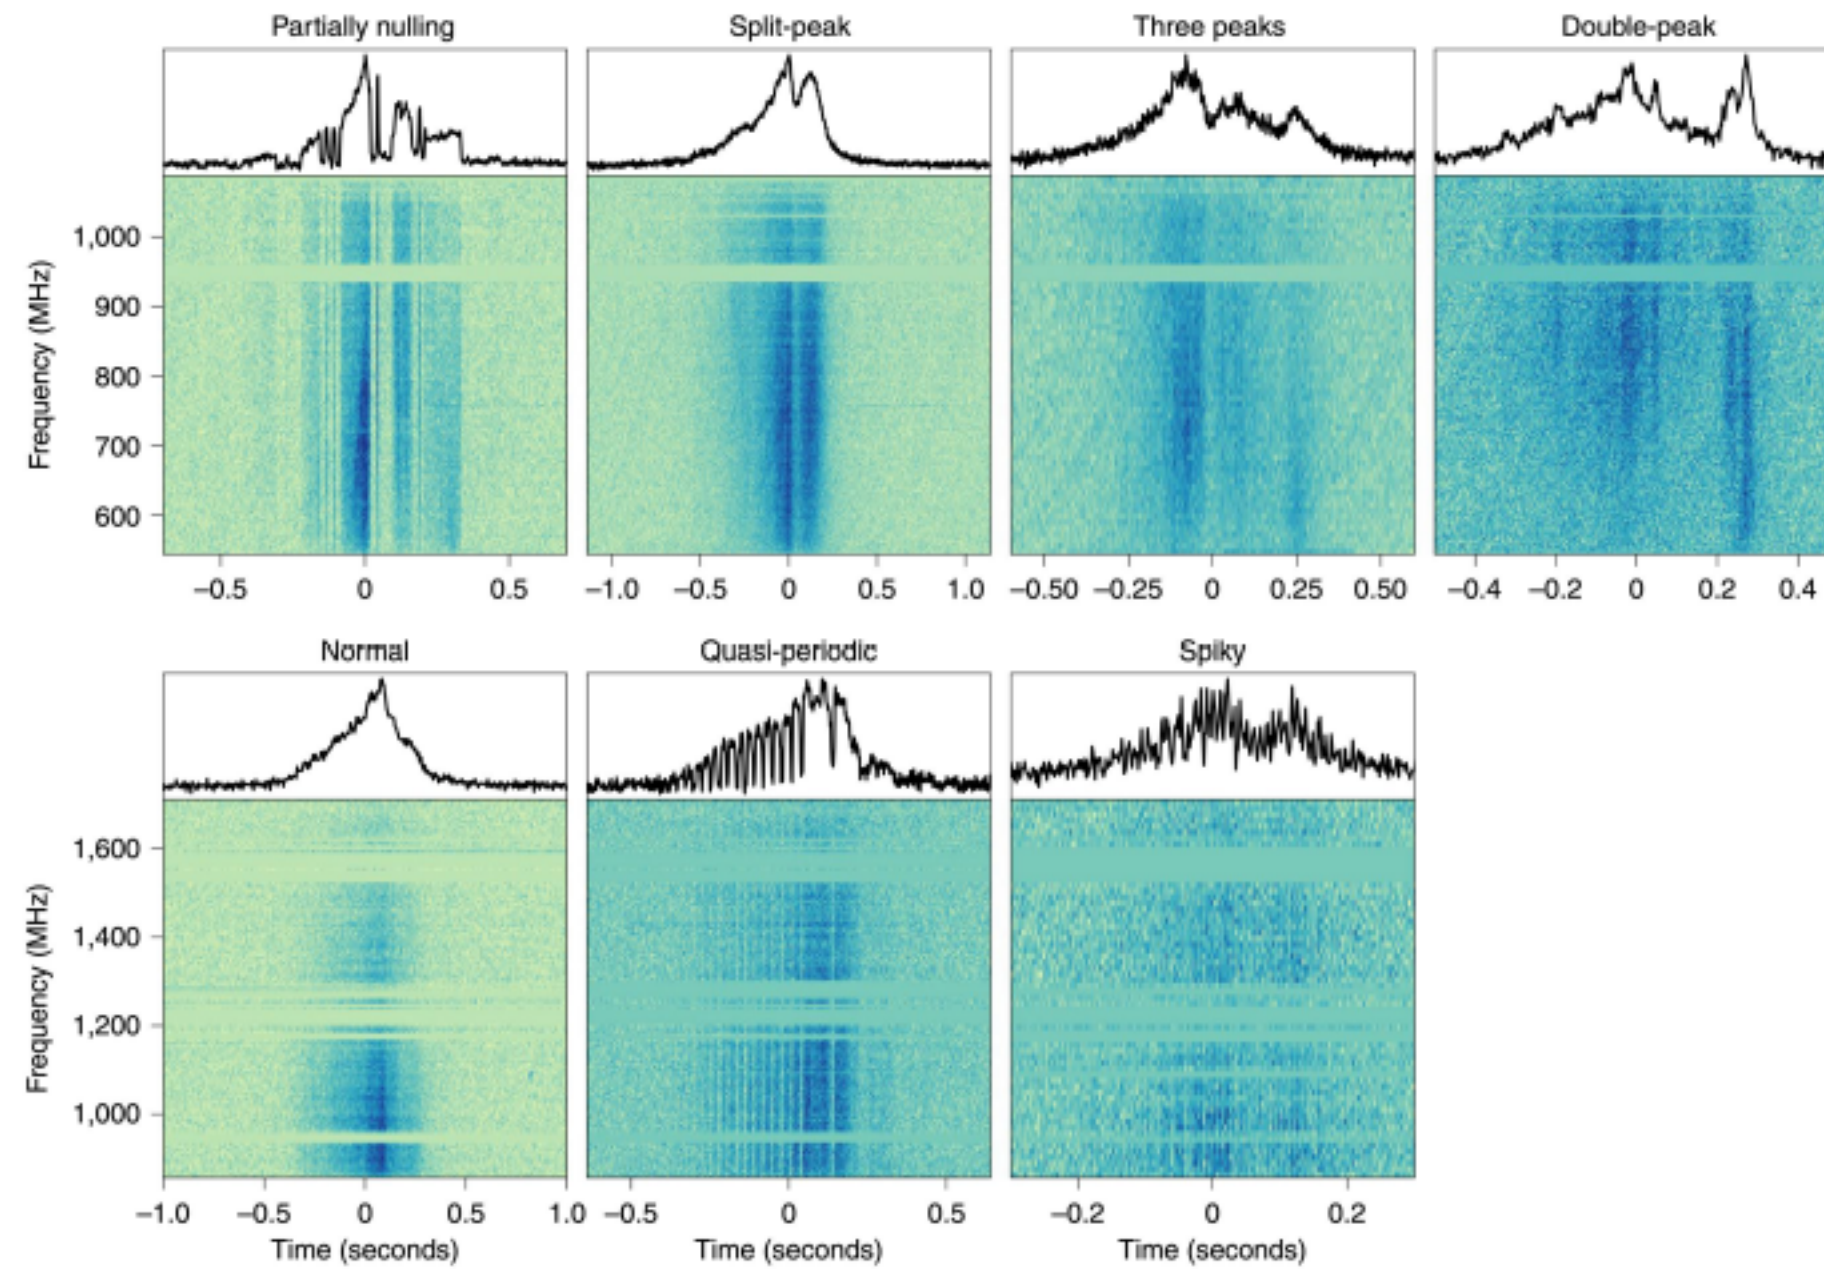 Partially nulling
Split-peak
Three peaks
Double-peak
Frequency (MHz)
1,000
900
800
700
600
−0.5 0 0.5
−1.0 −0.5 0 0.5 1.0
−0.50 −0.25 0 0.25 0.50
−0.4 −0.2 0 0.2 0.4
Normal
Quasi-periodic
Spiky
Frequency (MHz)
1,600
1,400
1,200
1,000
−1.0 −0.5 0 0.5 1.0
−0.5 0 0.5
−0.2 0 0.2
Time (seconds)
Time (seconds)
Time (seconds)